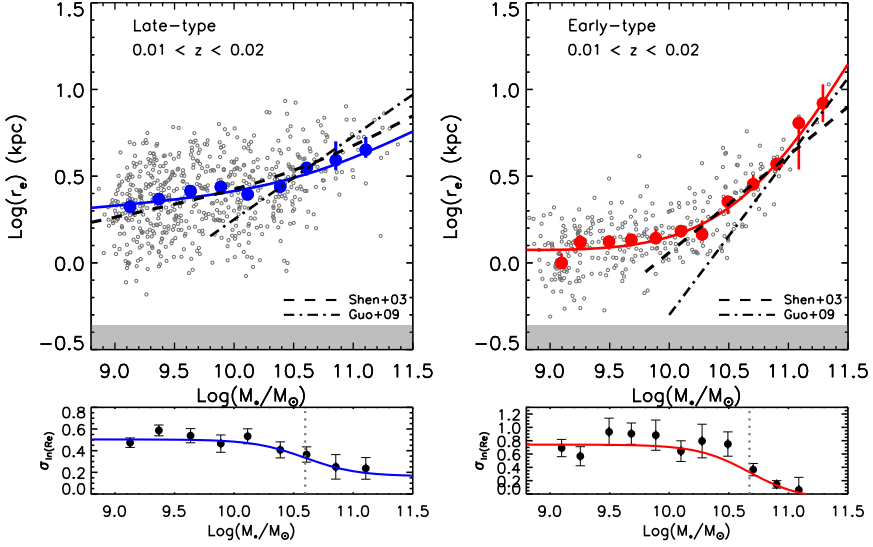 Late-type
0.01 < z < 0.02
1.5
1.0
0.5
0.0
−0.5
Log(rₑ) (kpc)
Shen+03
Guo+09
9.0 9.5 10.0 10.5 11.0 11.5
Log(M⋆/M⊙)
0.8
0.6
0.4
0.2
0.0
σln(Re)
9.0 9.5 10.0 10.5 11.0 11.5
Log(M⋆/M⊙)
Early-type
0.01 < z < 0.02
1.5
1.0
0.5
0.0
−0.5
Log(rₑ) (kpc)
Shen+03
Guo+09
9.0 9.5 10.0 10.5 11.0 11.5
Log(M⋆/M⊙)
1.2
0.8
0.6
0.4
0.2
0.0
σln(Re)
9.0 9.5 10.0 10.5 11.0 11.5
Log(M⋆/M⊙)